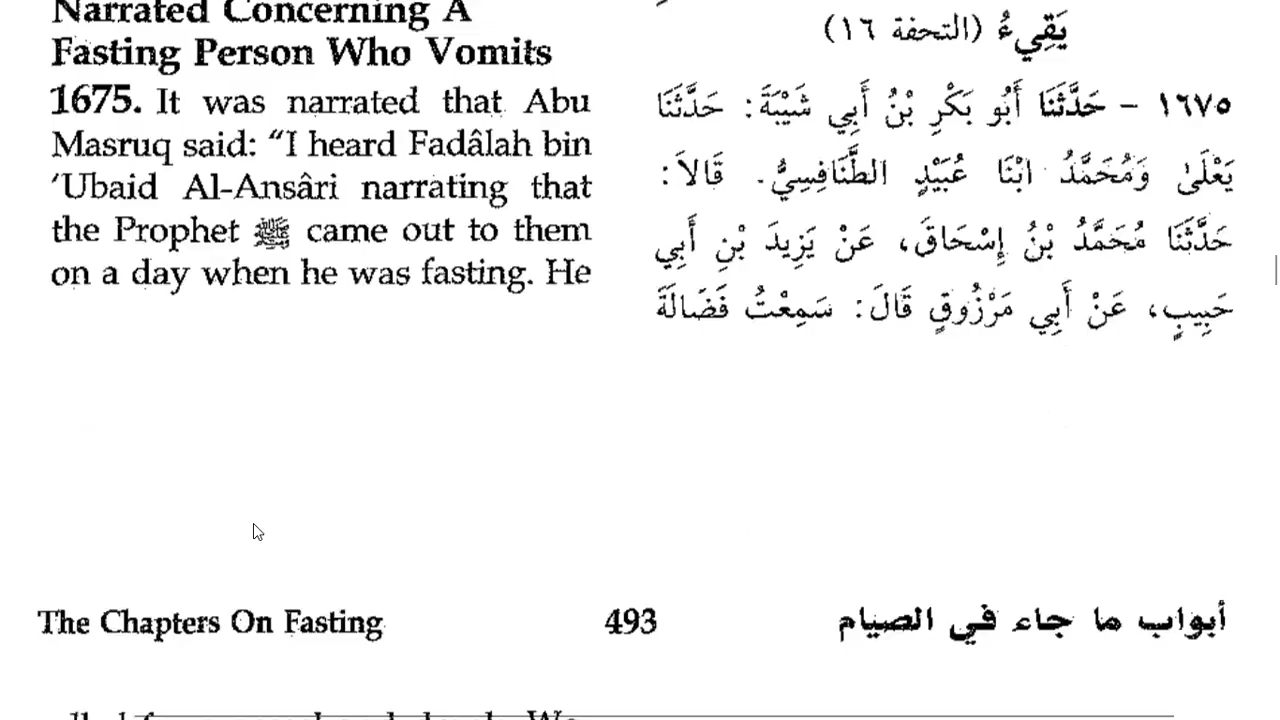 Narrated Concerning A
Fasting Person Who Vomits
1675. It was narrated that Abu
Masruq said: “I heard Fadâlah bin
‘Ubaid Al-Ansâri narrating that
the Prophet ﷺ came out to them
on a day when he was fasting. He
يَقِيءُ (التحفة ١٦)
١٦٧٥ - حَدَّثَنَا أَبُو بَكْرِ بْنُ أَبِي شَيْبَةَ: حَدَّثَنَا
يَعْلَىٰ وَمُحَمَّدُ ابْنَا عُبَيْدٍ الطَّنَافِسِيُّ. قَالاَ:
حَدَّثَنَا مُحَمَّدُ بْنُ إِسْحَاقَ، عَنْ يَزِيدَ بْنِ أَبِي
حَبِيبٍ، عَنْ أَبِي مَرْزُوقٍ قَالَ: سَمِعْتُ فَضَالَةَ
The Chapters On Fasting 493 أبواب ما جاء في الصيام